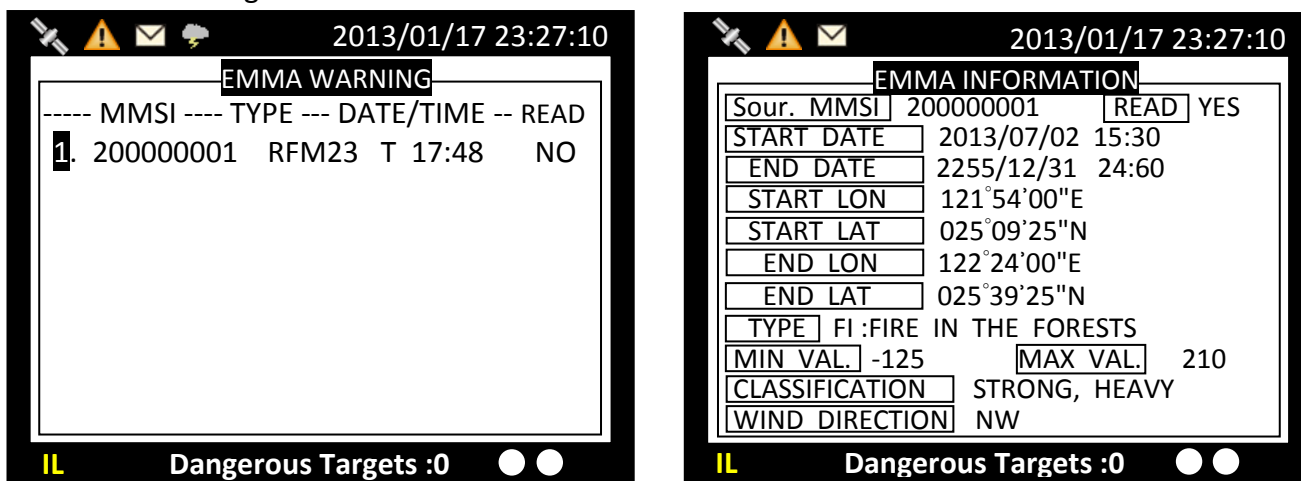 2013/01/17 23:27:10
EMMA WARNING
----- MMSI ---- TYPE --- DATE/TIME -- READ
1. 200000001 RFM23 T 17:48 NO
IL Dangerous Targets :0
2013/01/17 23:27:10
EMMA INFORMATION
Sour. MMSI 200000001 READ YES
START DATE 2013/07/02 15:30
END DATE 2255/12/31 24:60
START LON 121°54’00"E
START LAT 025°09’25"N
END LON 122°24’00"E
END LAT 025°39’25"N
TYPE FI :FIRE IN THE FORESTS
MIN VAL. -125 MAX VAL. 210
CLASSIFICATION STRONG, HEAVY
WIND DIRECTION NW
IL Dangerous Targets :0